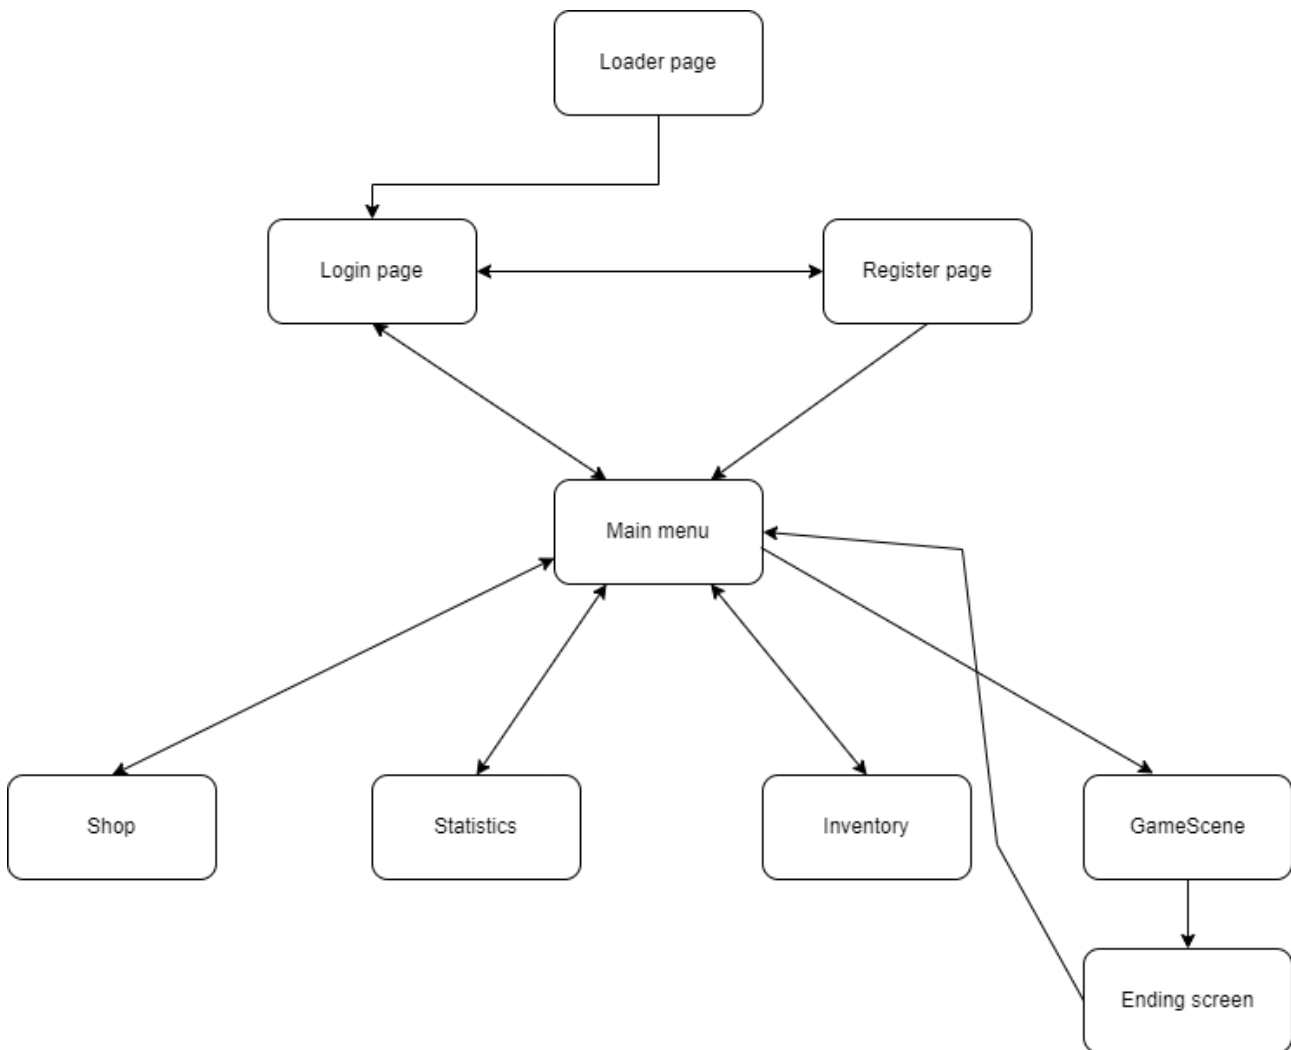 Loader page
Login page
Register page
Main menu
Shop
Statistics
Inventory
GameScene
Ending screen